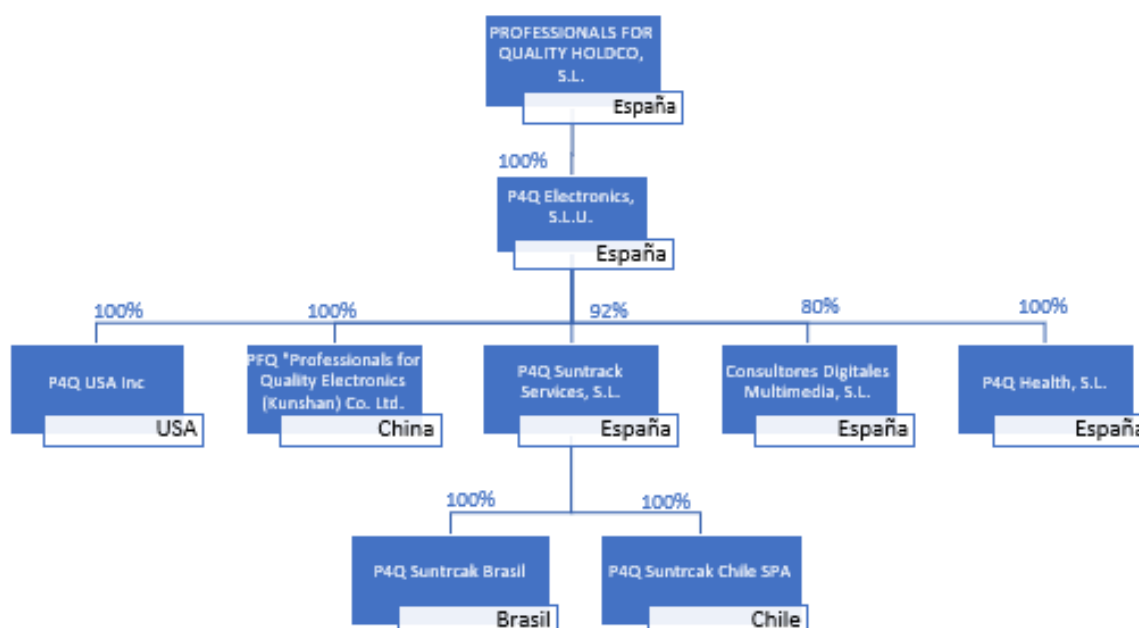 PROFESSIONALS FOR
QUALITY HOLDCO,
S.L.
España
100%
P4Q Electronics,
S.L.U.
España
100%
100%
92%
80%
100%
P4Q USA Inc
USA
PFQ "Professionals for
Quality Electronics
(Kunshan) Co. Ltd.
China
P4Q Suntrack
Services, S.L.
España
Consultores Digitales
Multimedia, S.L.
España
P4Q Health, S.L.
España
100%
100%
P4Q Suntrcak Brasil
Brasil
P4Q Suntrcak Chile SPA
Chile